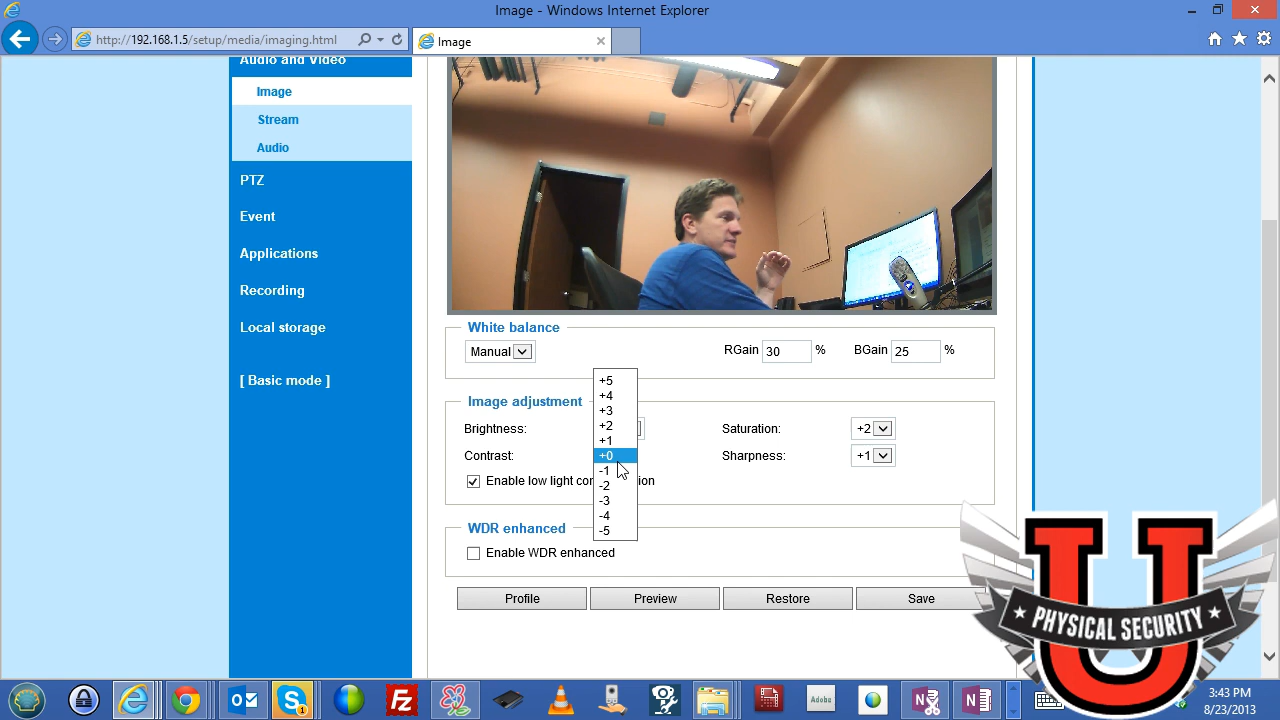 Image - Windows Internet Explorer
http://192.168.1.5/setup/media/imaging.html
Image
Audio and Video
Image
Stream
Audio
PTZ
Event
Applications
Recording
Local storage
[ Basic mode ]
White balance
Manual
RGain 30 %
BGain 25 %
Image adjustment
Brightness:
Saturation: +2
Contrast:
Sharpness: +1
+5
+4
+3
+2
+1
+0
-1
-2
-3
-4
-5
Enable low light
WDR enhanced
Enable WDR enhanced
Profile
Preview
Restore
Save
U
PHYSICAL SECURITY
Adobe
3:43 PM
8/23/2013